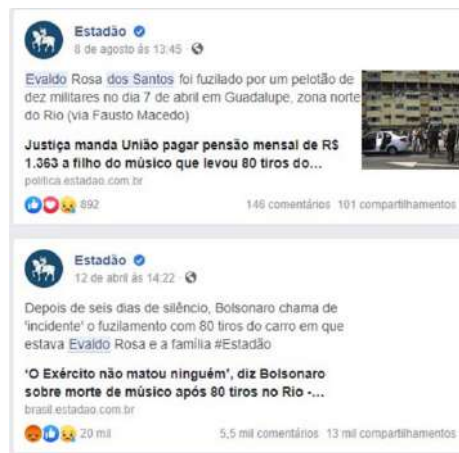 Estadão
8 de agosto às 13:45 ·
Evaldo Rosa dos Santos foi fuzilado por um pelotão de
dez militares no dia 7 de abril em Guadalupe, zona norte
do Rio (via Fausto Macedo)
Justiça manda União pagar pensão mensal de R$
1.363 a filho do músico que levou 80 tiros do...
politica.estadao.com.br
892
146 comentários 101 compartilhamentos
Estadão
12 de abril às 14:22 ·
Depois de seis dias de silêncio, Bolsonaro chama de
'incidente' o fuzilamento com 80 tiros do carro em que
estava Evaldo Rosa e a família #Estadão
‘O Exército não matou ninguém’, diz Bolsonaro
sobre morte de músico após 80 tiros no Rio -...
brasil.estadao.com.br
20 mil
5,5 mil comentários 13 mil compartilhamentos